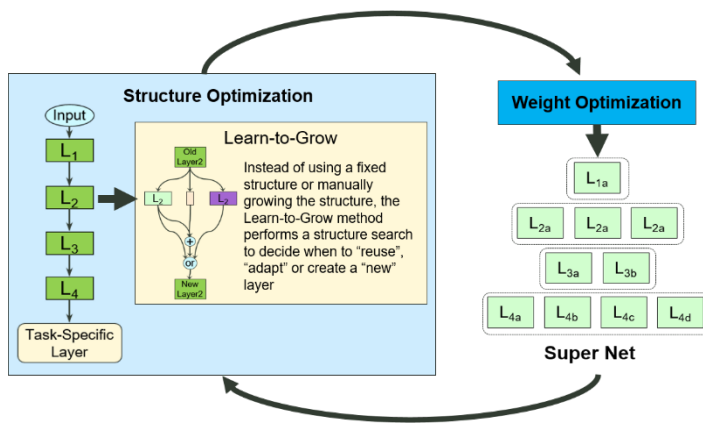 Structure Optimization
Input
L1
L2
L3
L4
Task-Specific
Layer
Learn-to-Grow
Old
Layer2
L2
L2
+
or
New
Layer2
Instead of using a fixed
structure or manually
growing the structure, the
Learn-to-Grow method
performs a structure search
to decide when to “reuse”,
“adapt” or create a “new”
layer
Weight Optimization
L1a
L2a L2a L2a
L3a L3b
L4a L4b L4c L4d
Super Net